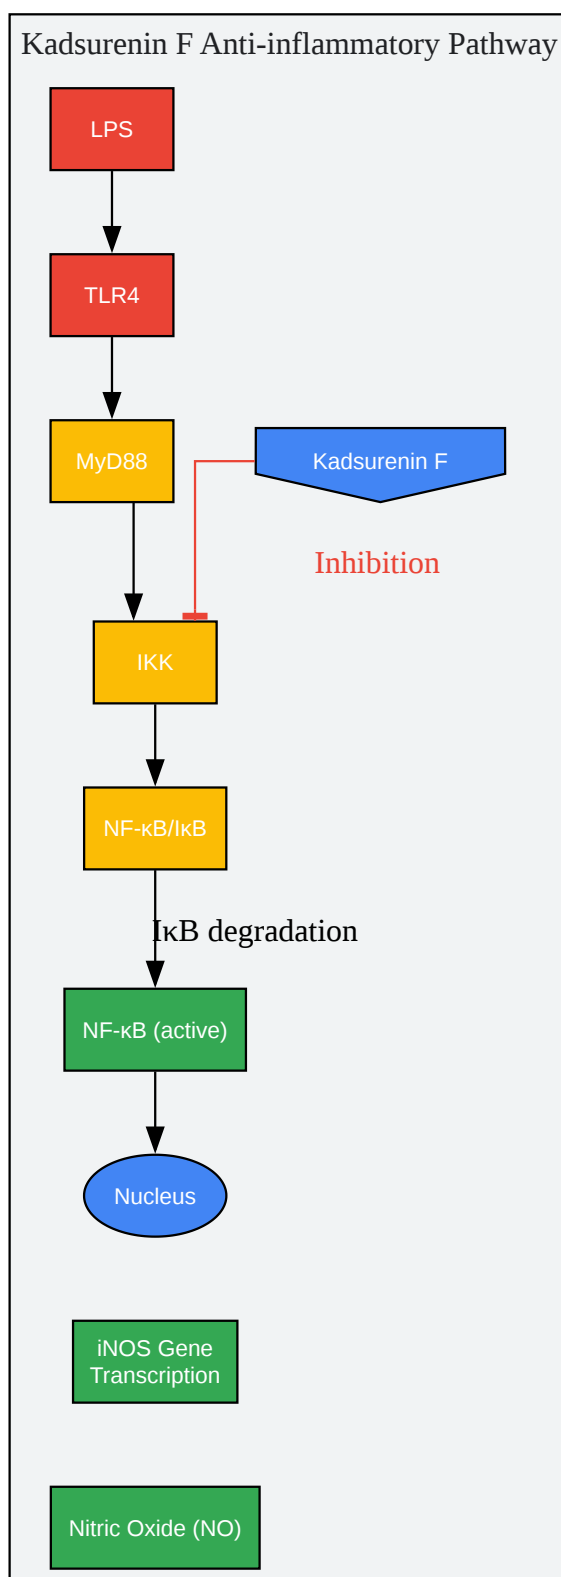 Kadsurenin F Anti-inflammatory Pathway
LPS
TLR4
MyD88
Kadsurenin F
Inhibition
IKK
NF-κB/IκB
IκB degradation
NF-κB (active)
Nucleus
iNOS Gene
Transcription
Nitric Oxide (NO)